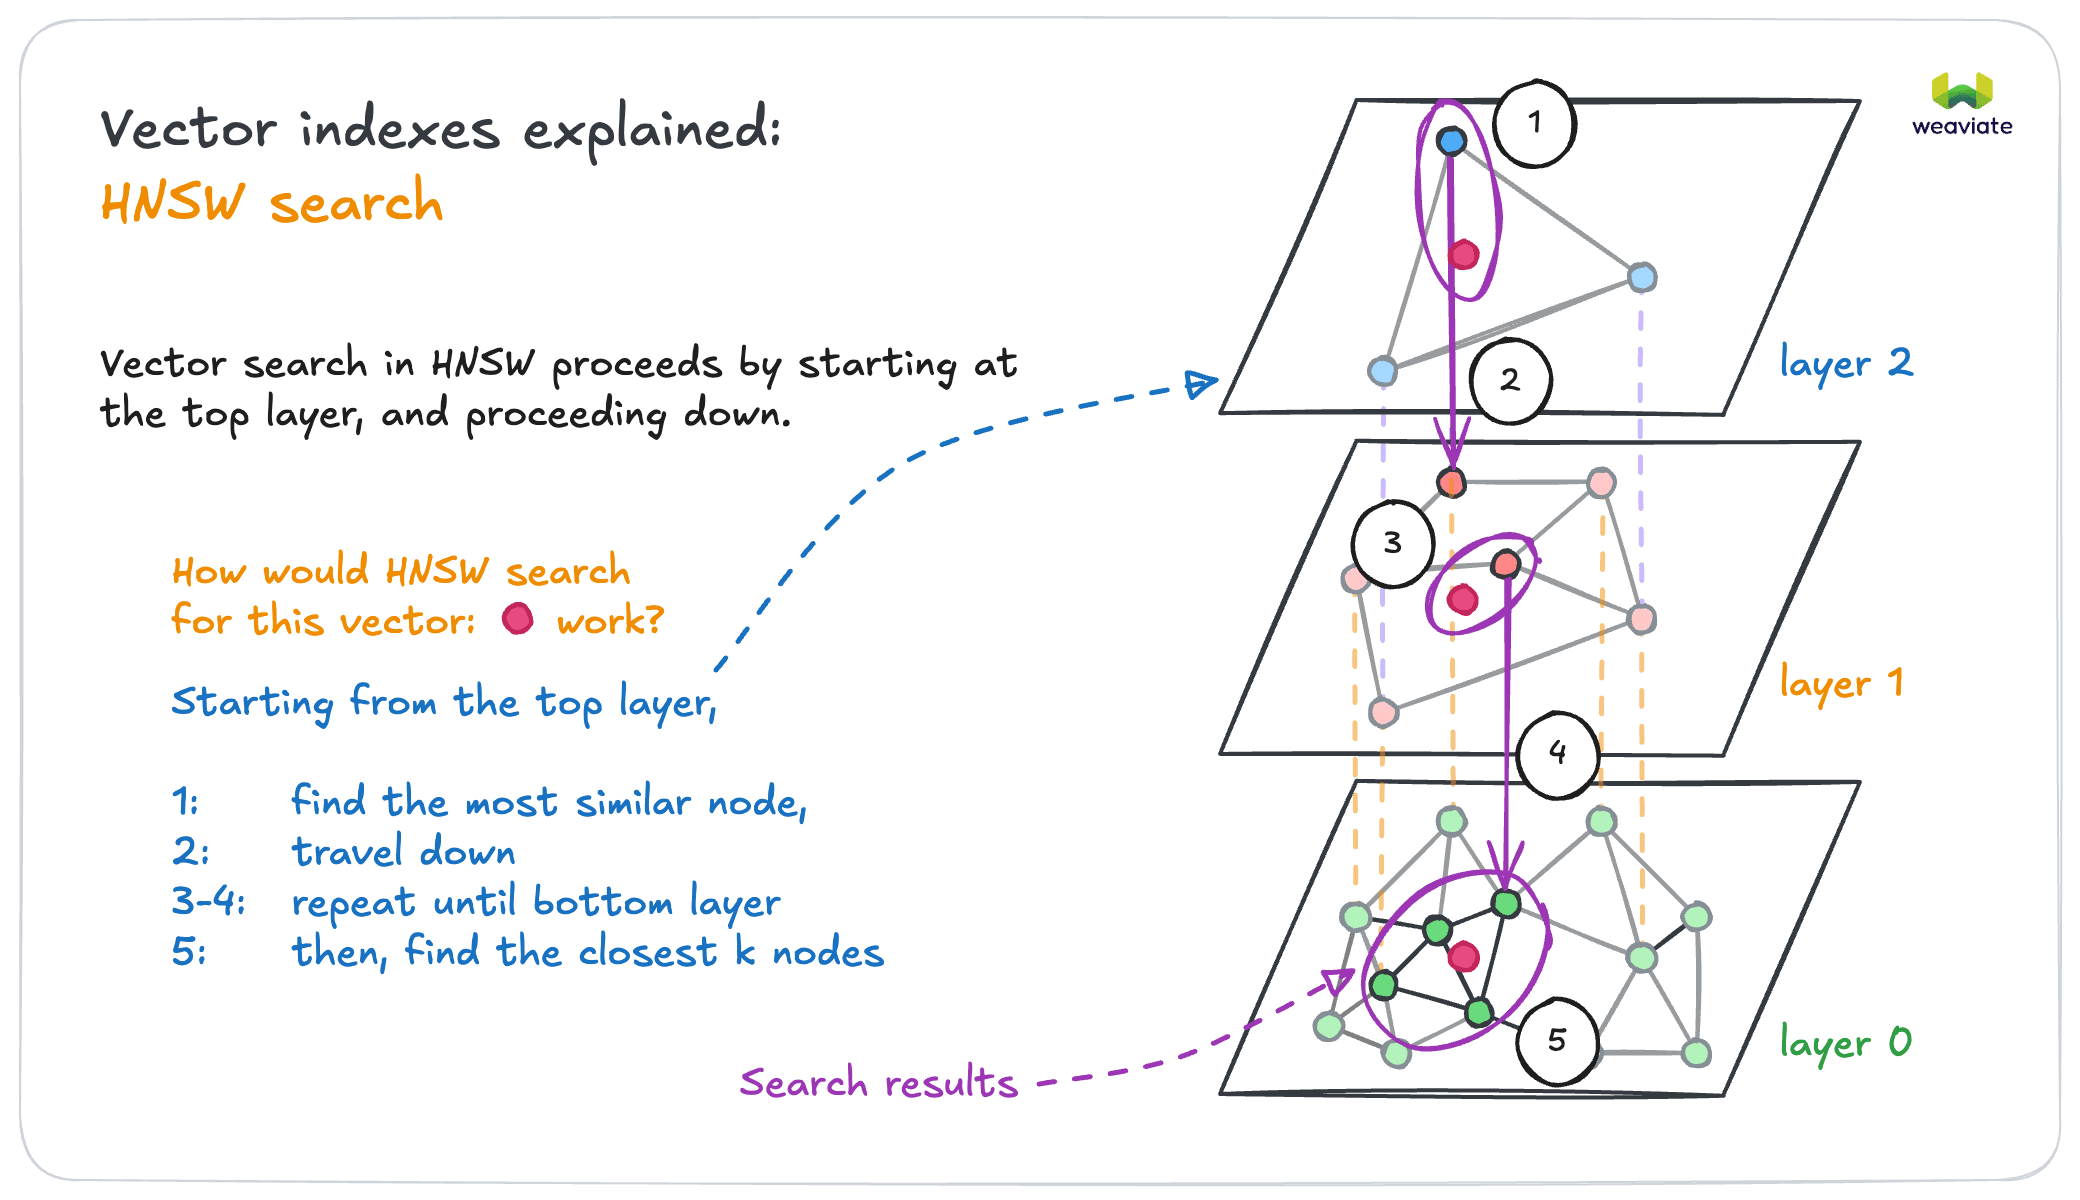 Vector indexes explained:
HNSW search
weaviate
Vector search in HNSW proceeds by starting at
the top layer, and proceeding down.
How would HNSW search
for this vector: work?
Starting from the top layer,
1: find the most similar node,
2: travel down
3-4: repeat until bottom layer
5: then, find the closest k nodes
Search results
1
2
layer 2
3
layer 1
4
5
layer 0